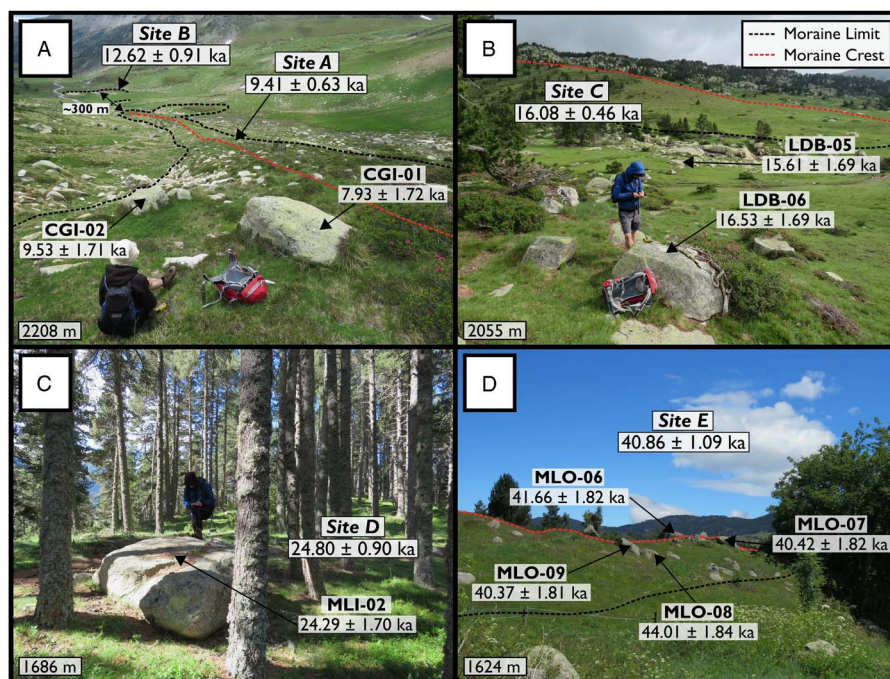 A
Site B
12.62 ± 0.91 ka
Site A
9.41 ± 0.63 ka
~300 m
CGI-01
7.93 ± 1.72 ka
CGI-02
9.53 ± 1.71 ka
2208 m
B
Moraine Limit
Moraine Crest
Site C
16.08 ± 0.46 ka
LDB-05
15.61 ± 1.69 ka
LDB-06
16.53 ± 1.69 ka
2055 m
C
Site D
24.80 ± 0.90 ka
MLI-02
24.29 ± 1.70 ka
1686 m
D
Site E
40.86 ± 1.09 ka
MLO-06
41.66 ± 1.82 ka
MLO-07
40.42 ± 1.82 ka
MLO-09
40.37 ± 1.81 ka
MLO-08
44.01 ± 1.84 ka
1624 m